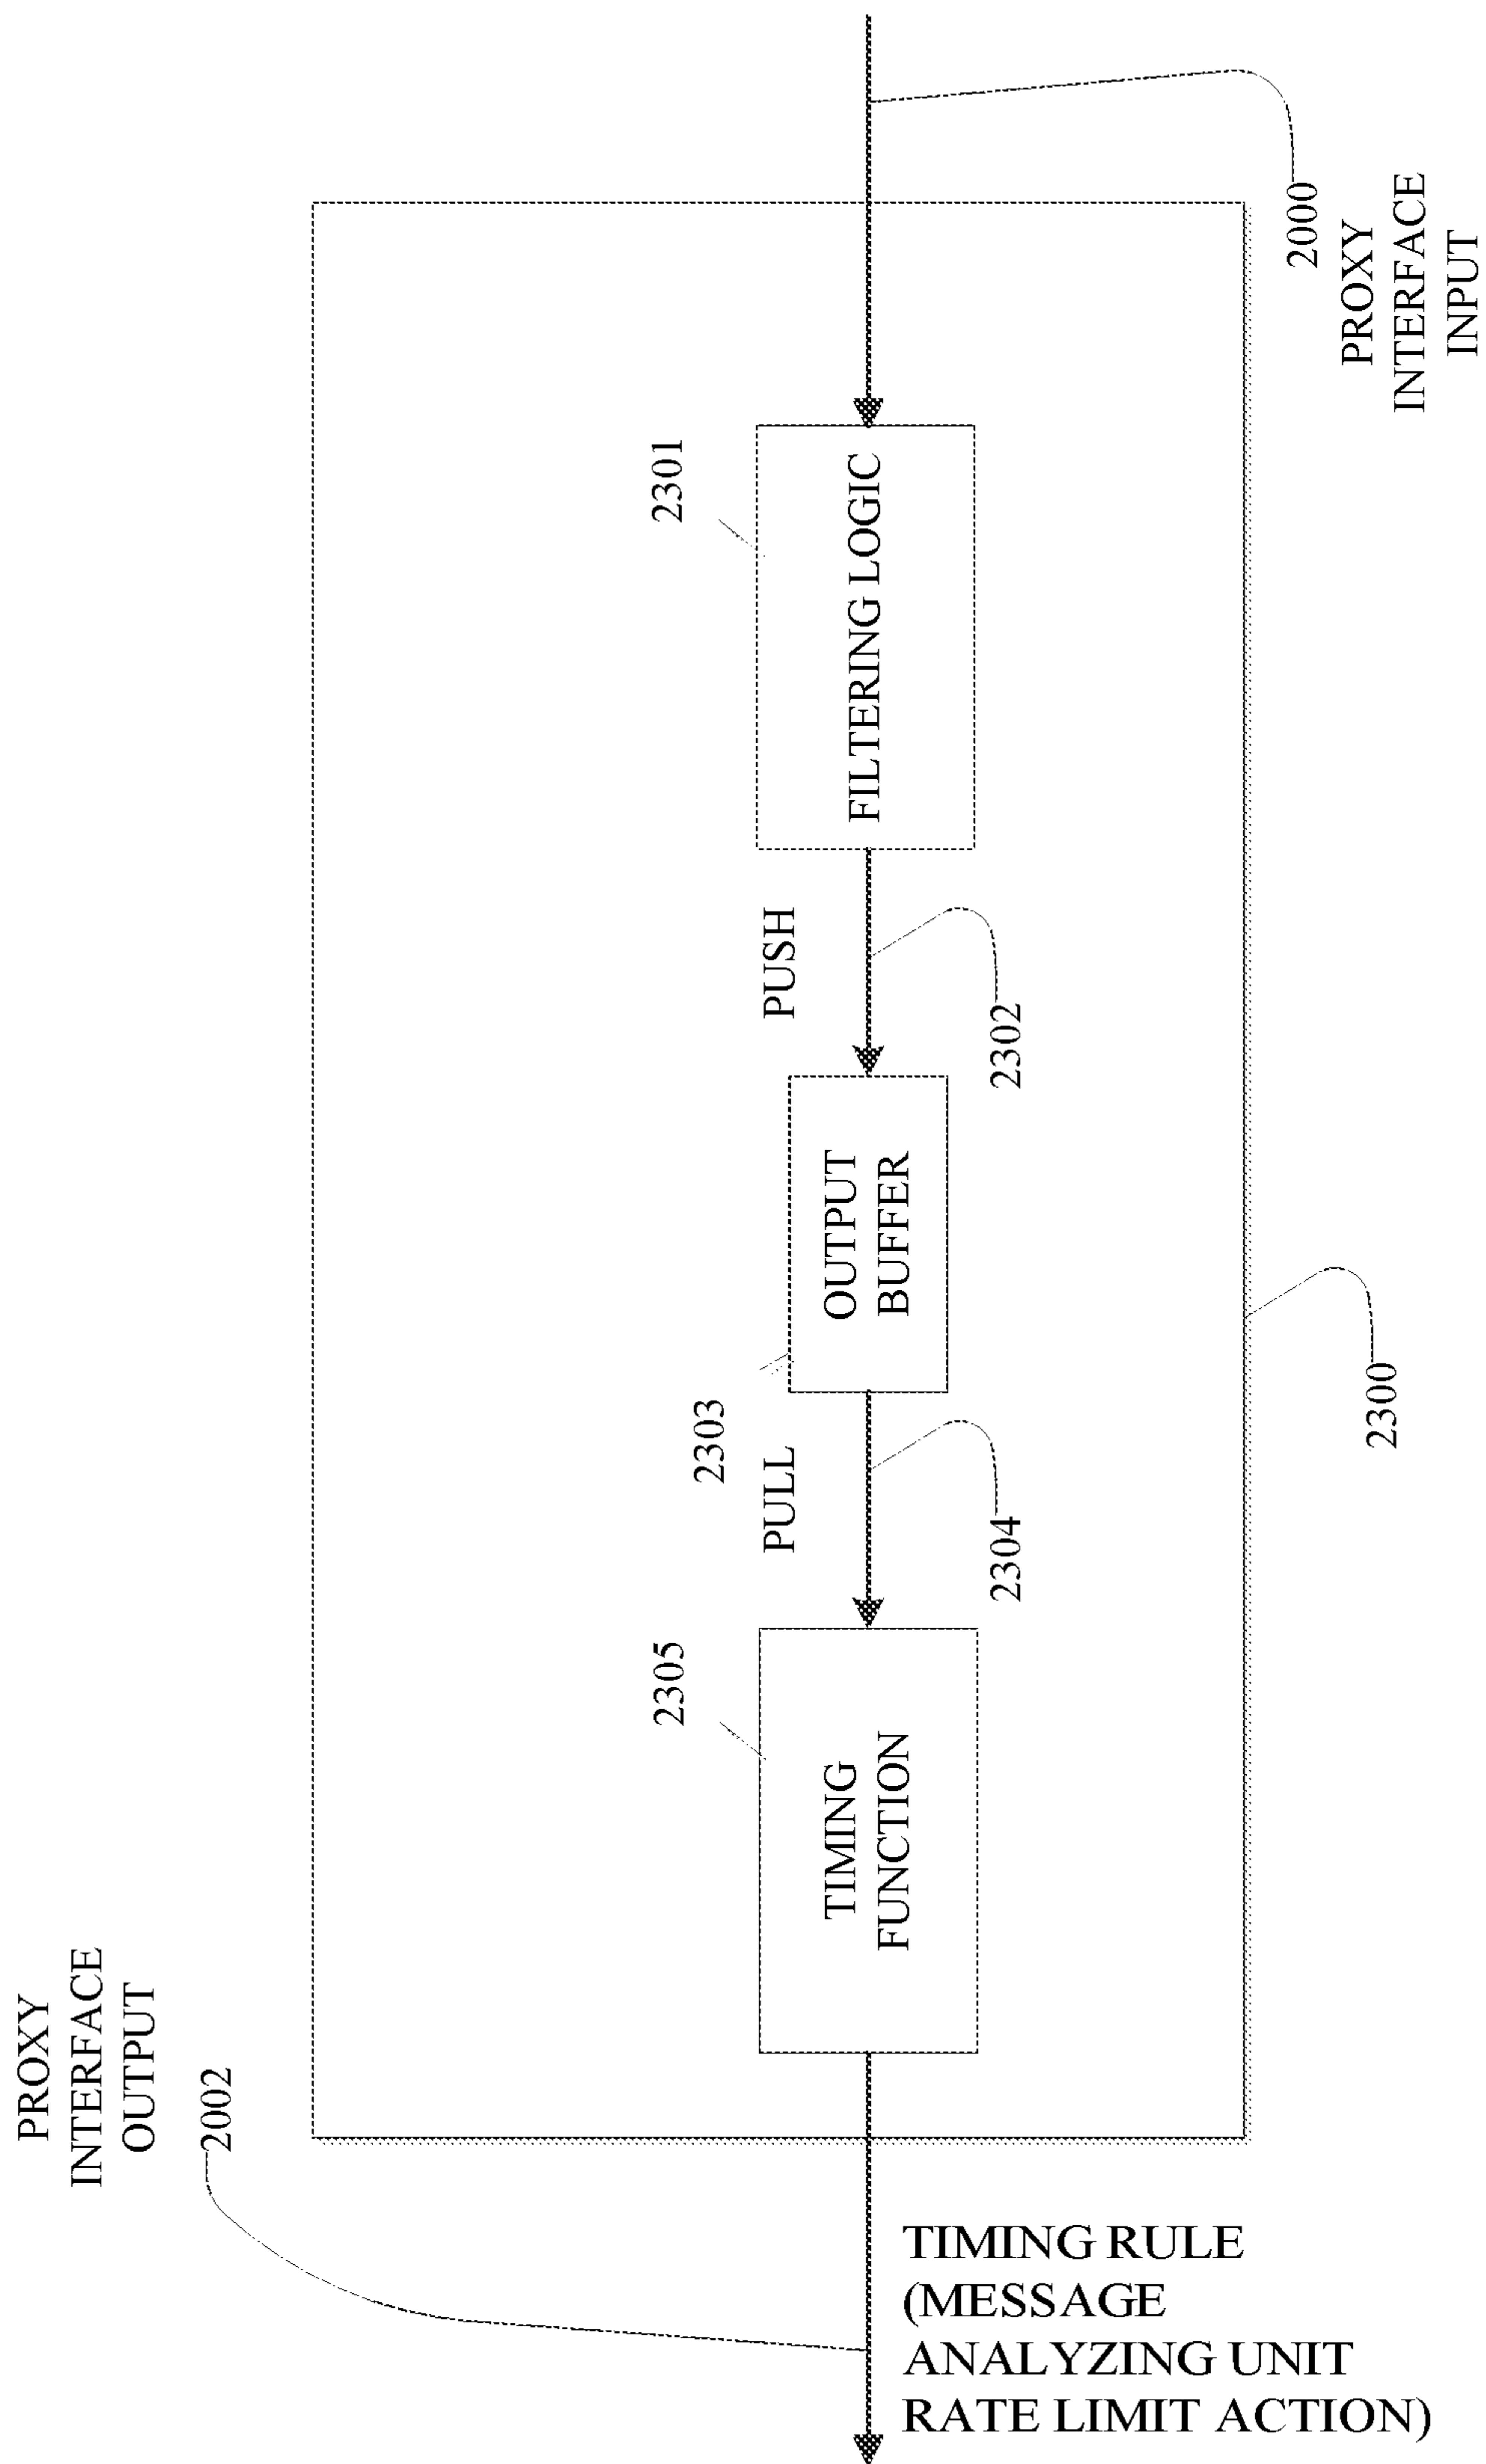 2000
PROXY
INTERFACE
INPUT
2301
FILTERING LOGIC
PUSH
2302
OUTPUT
BUFFER
2303
PULL
2304
2300
2305
TIMING
FUNCTION
PROXY
INTERFACE
OUTPUT
2002
TIMING RULE
(MESSAGE
ANALYZING UNIT
RATE LIMIT ACTION)